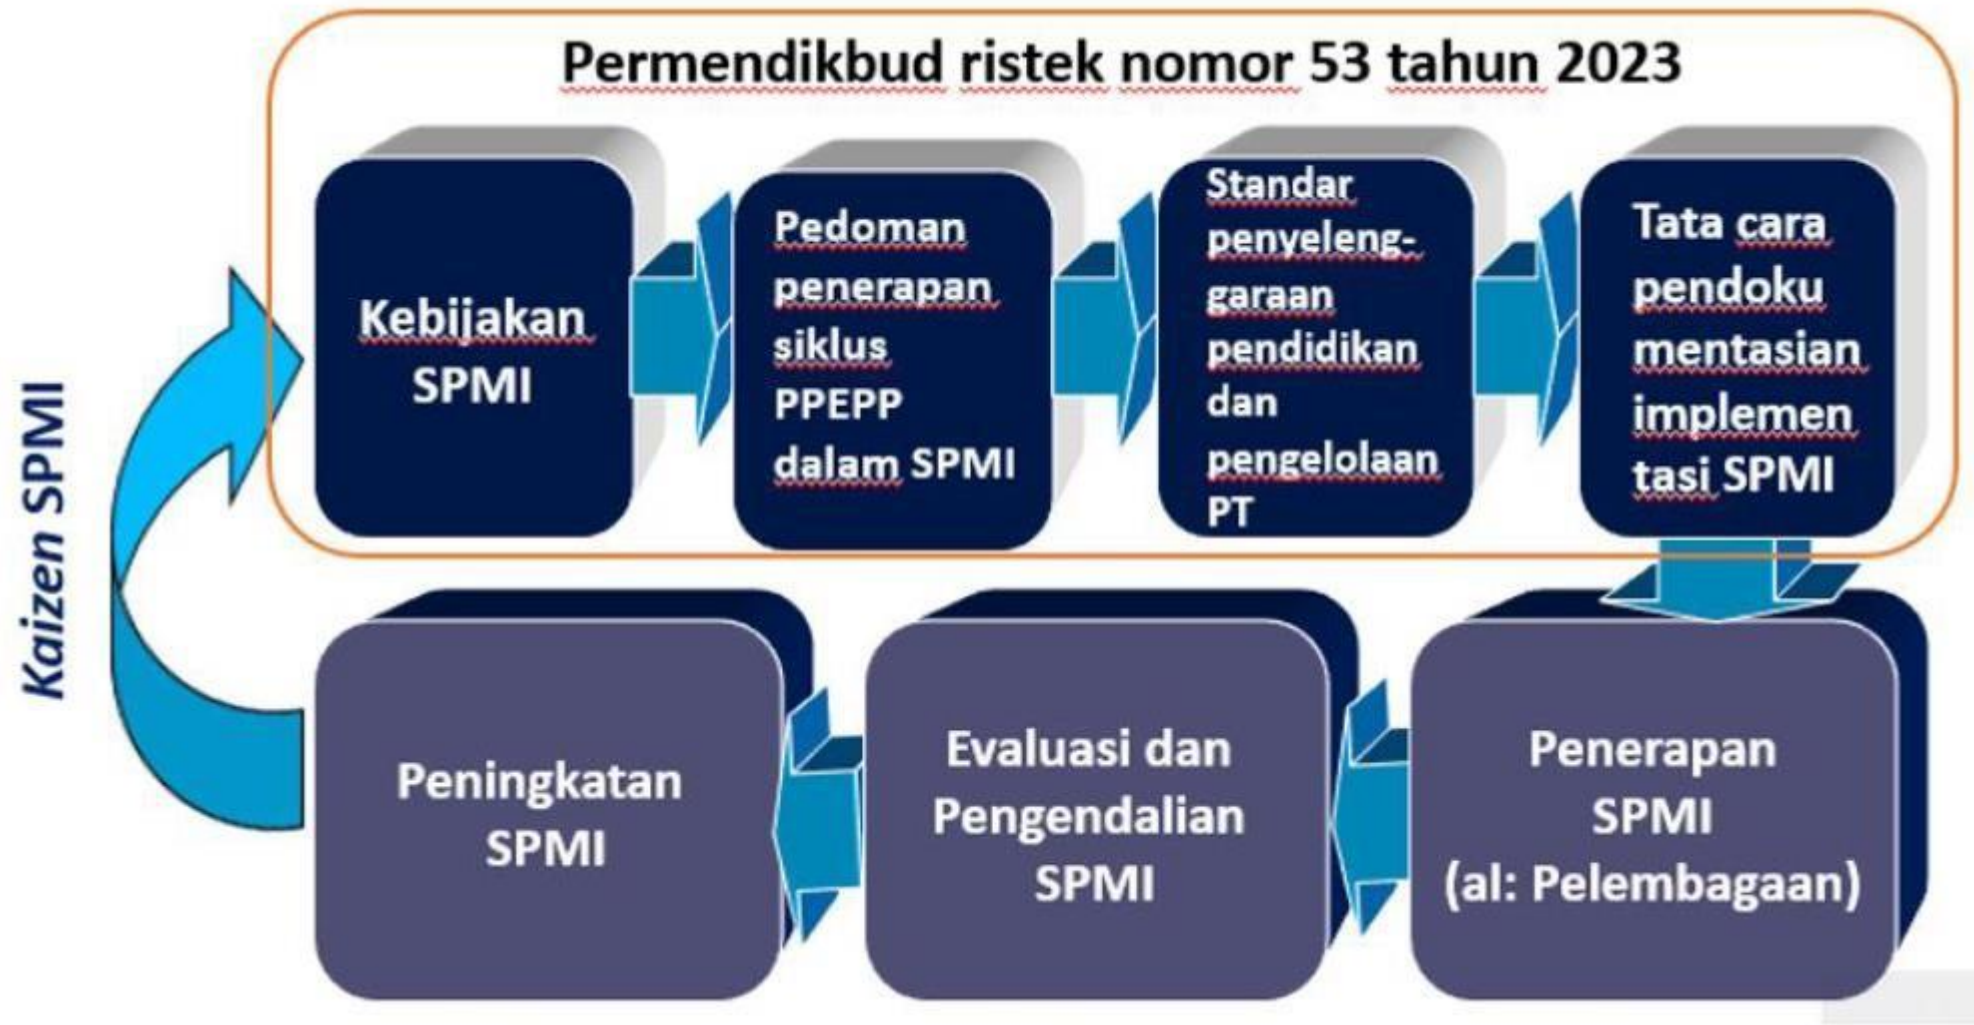 Permendikbud ristek nomor 53 tahun 2023
Kebijakan
SPMI
Pedoman
penerapan
siklus
PPEPP
dalam SPMI
Standar
penyeleng-
garaan
pendidikan
dan
pengelolaan
PT
Tata cara
pendoku
mentasian
implemen
tasi SPMI
Kaizen SPMI
Peningkatan
SPMI
Evaluasi dan
Pengendalian
SPMI
Penerapan
SPMI
(al: Pelembagaan)